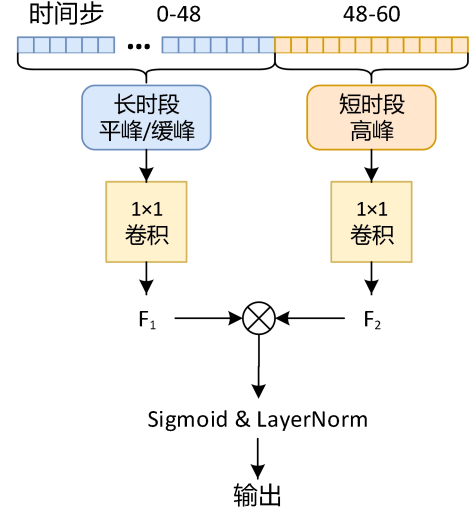 时间步 0-48 48-60
...
长时段
平峰/缓峰
短时段
高峰
1×1
卷积
1×1
卷积
F1
F2
Sigmoid & LayerNorm
输出